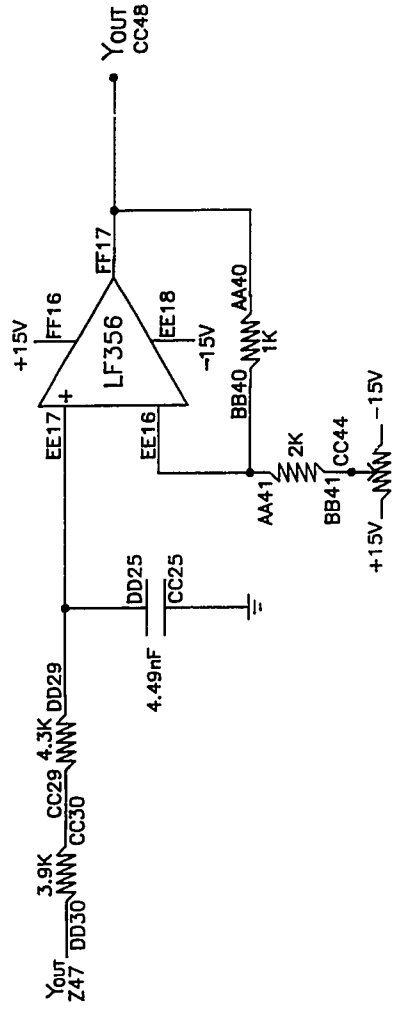 YOUT
CC48
FF17
+15V
FF16
LF356
EE18
-15V
+
EE17
EE16
AA40
1K
BB40
AA41
2K
BB41
CC44
+15V
-15V
DD25
CC25
4.49nF
DD29
4.3K
CC29
CC30
3.9K
DD30
YOUT
Z47